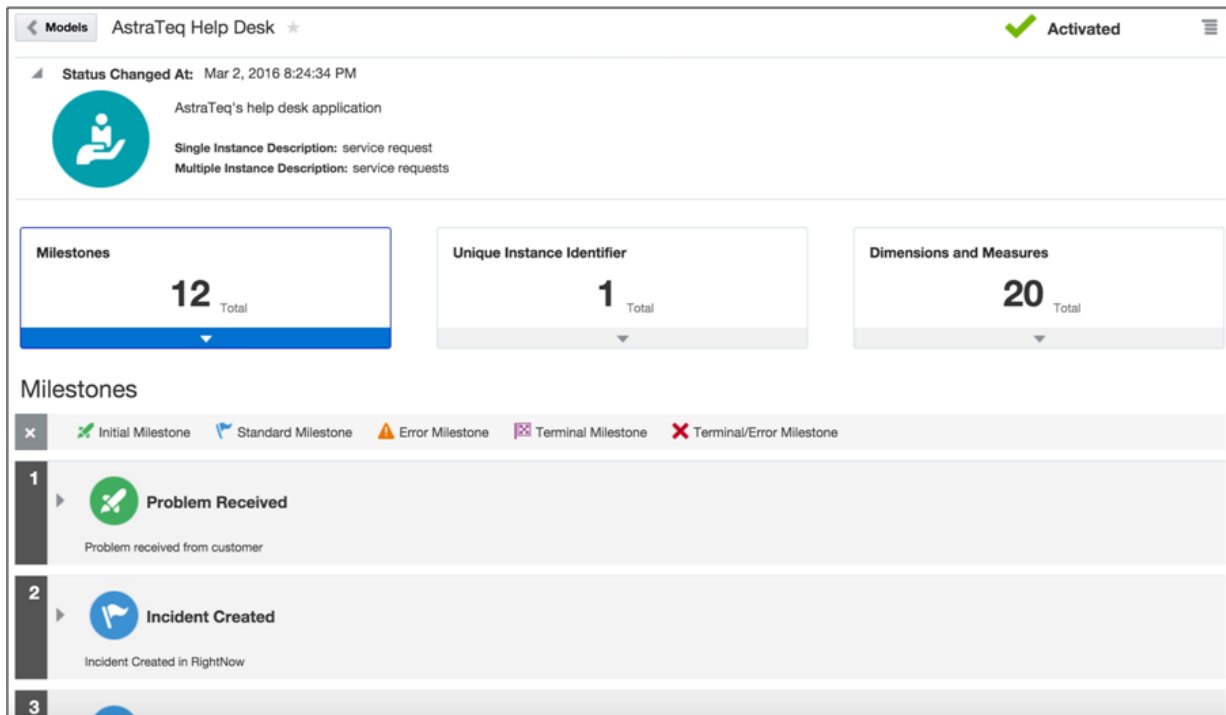 Models AstraTeq Help Desk Activated
Status Changed At: Mar 2, 2016 8:24:34 PM
AstraTeq's help desk application
Single Instance Description: service request
Multiple Instance Description: service requests
Milestones
12 Total
Unique Instance Identifier
1 Total
Dimensions and Measures
20 Total
Milestones
Initial Milestone Standard Milestone Error Milestone Terminal Milestone Terminal/Error Milestone
1
Problem Received
Problem received from customer
2
Incident Created
Incident Created in RightNow
3